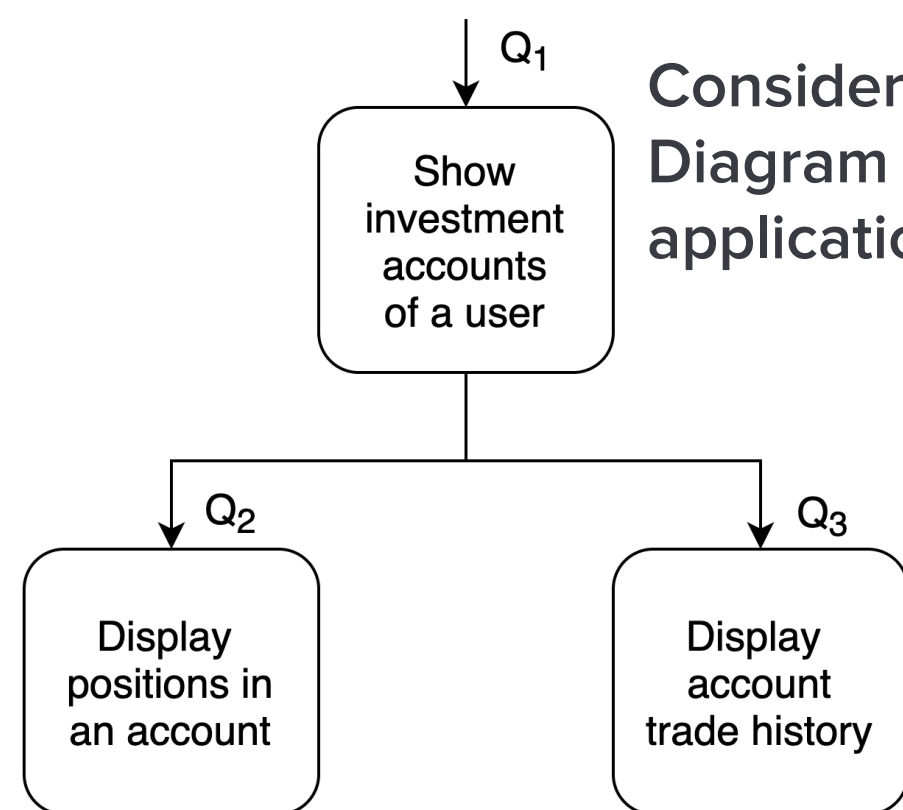 Q₁
Consider
Diagram
applicatio
Show
investment
accounts
of a user
Q₂
Q₃
Display
positions in
an account
Display
account
trade history